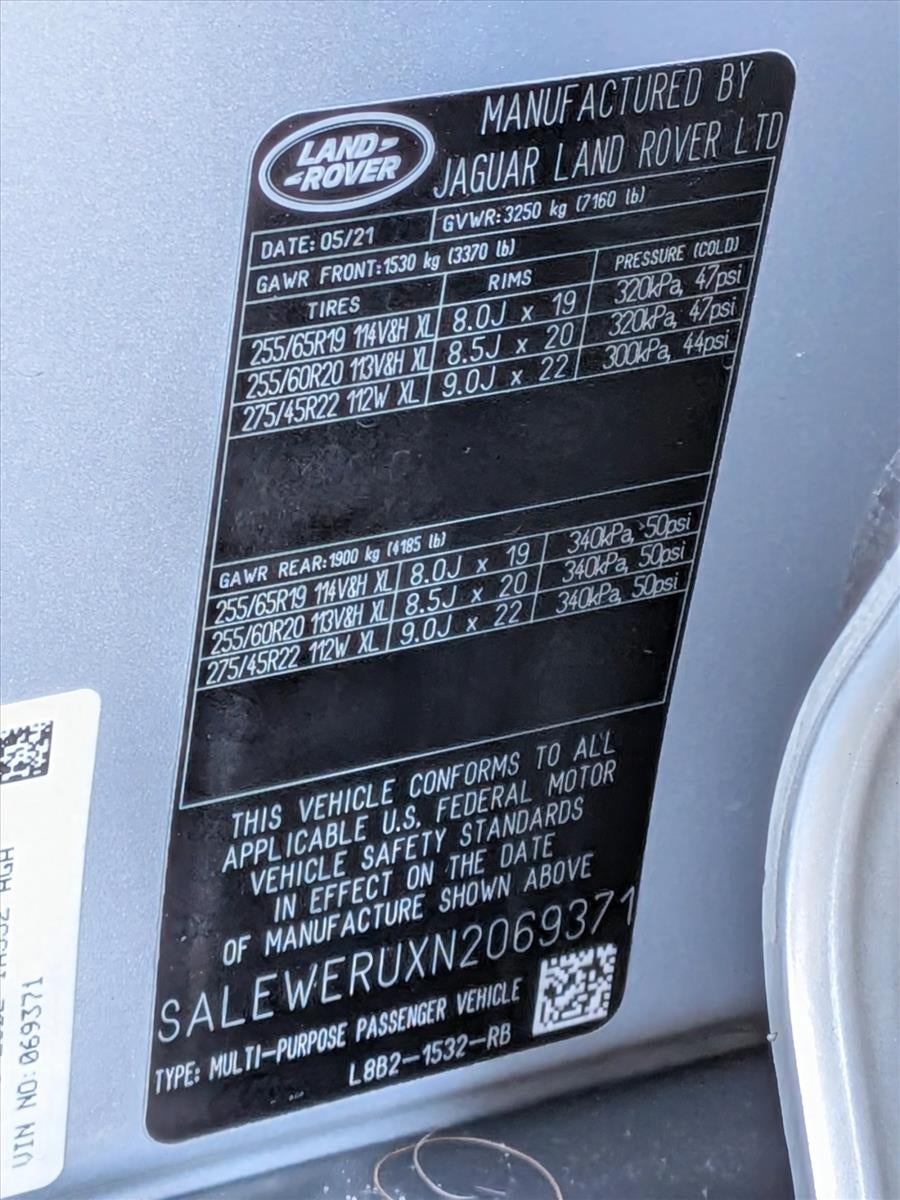 LAND-
-ROVER
MANUFACTURED BY
JAGUAR LAND ROVER LTD
DATE: 05/21 GVWR: 3250 kg (7160 lb)
GAWR FRONT: 1530 kg (3370 lb)
TIRES RIMS PRESSURE (COLD)
255/65R19 114V&H XL 8.0J x 19 320kPa, 47psi
255/60R20 113V&H XL 8.5J x 20 320kPa, 47psi
275/45R22 112W XL 9.0J x 22 300kPa, 44psi
GAWR REAR: 1900 kg (4185 lb)
255/65R19 114V&H XL 8.0J x 19 340kPa, 50psi
255/60R20 113V&H XL 8.5J x 20 340kPa, 50psi
275/45R22 112W XL 9.0J x 22 340kPa, 50psi
THIS VEHICLE CONFORMS TO ALL
APPLICABLE U.S. FEDERAL MOTOR
VEHICLE SAFETY STANDARDS
IN EFFECT ON THE DATE
OF MANUFACTURE SHOWN ABOVE
SALEWERUXN2069371
TYPE: MULTI-PURPOSE PASSENGER VEHICLE
L8B2-1532-RB
AGH
VIN NO: 069371